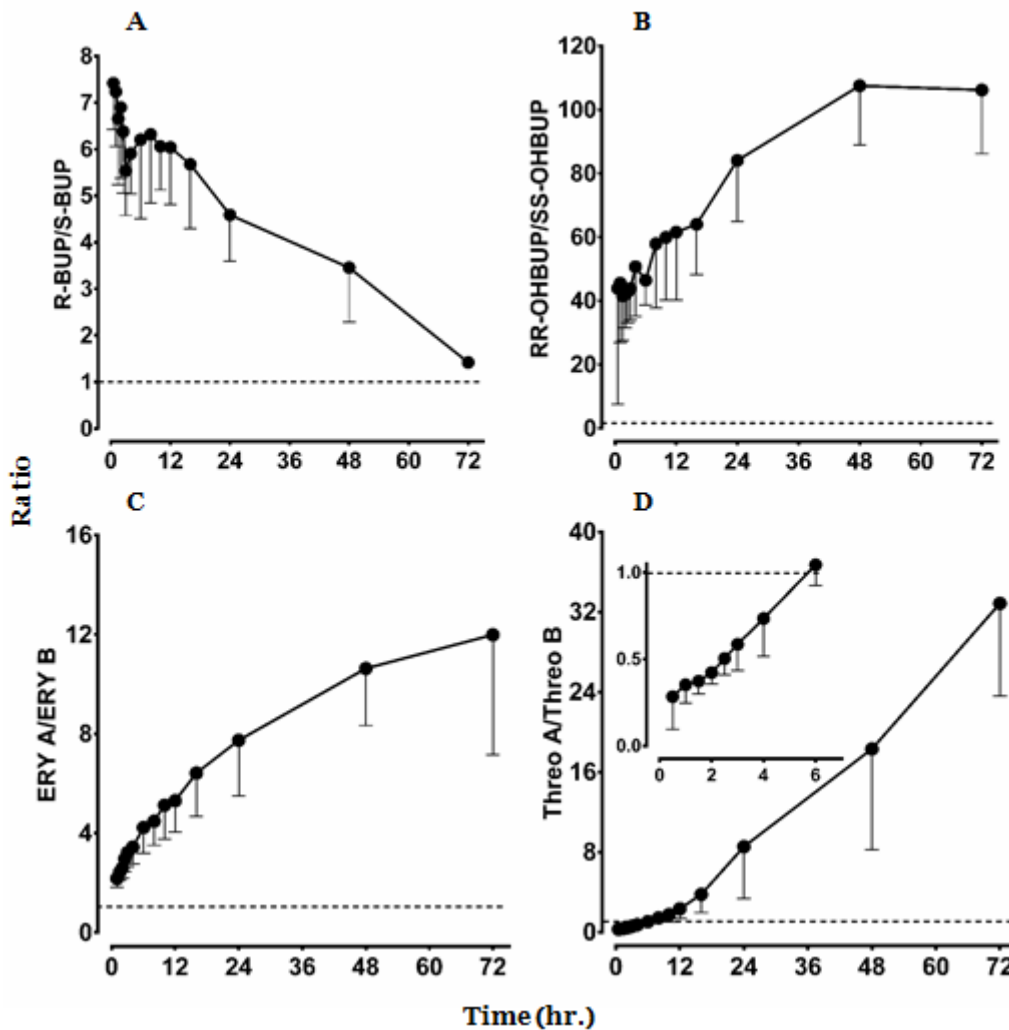 A
R-BUP/S-BUP
8
7
6
5
4
3
2
1
0
0 12 24 36 48 60 72
B
RR-OHBUP/SS-OHBUP
120
100
80
60
40
20
0
0 12 24 36 48 60 72
Ratio
C
ERY A/ERY B
16
12
8
4
0
0 12 24 36 48 60 72
D
Threo A/Threo B
40
32
24
16
8
0
1.0
0.5
0.0
0 2 4 6
0 12 24 36 48 60 72
Time (hr.)